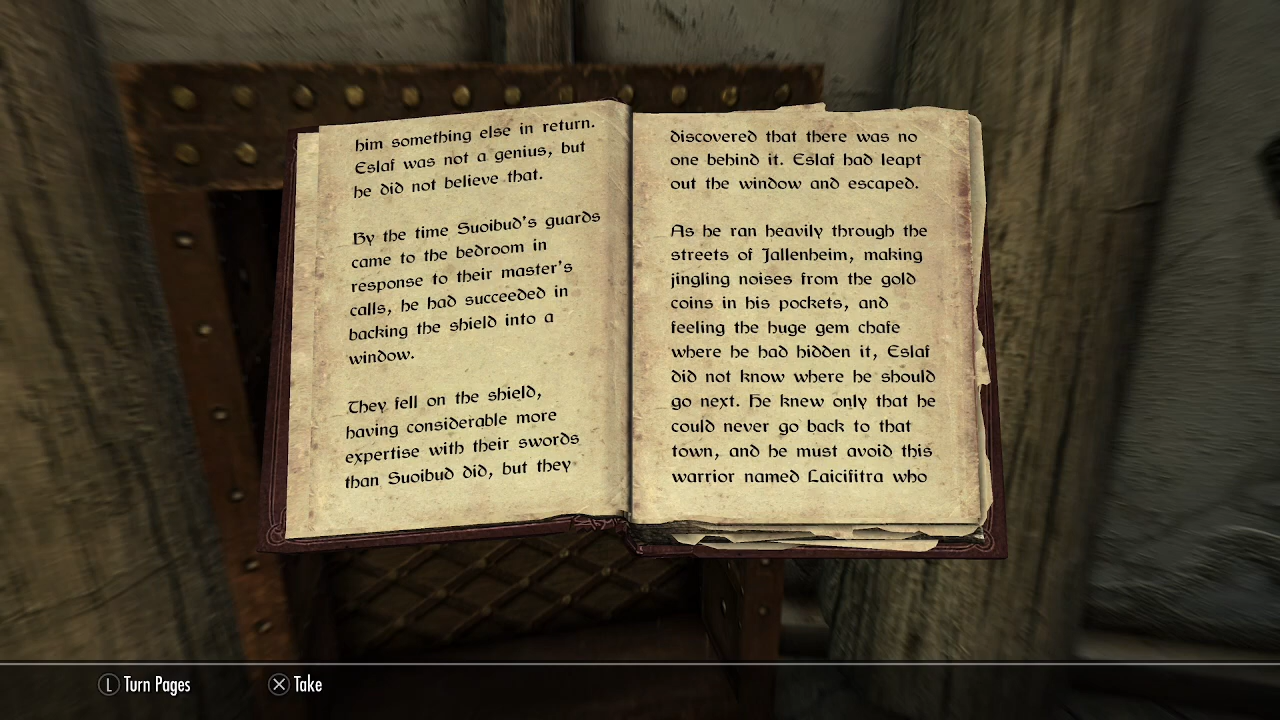 him something else in return.
Eslaf was not a genius, but
he did not believe that.
By the time Suoibud's guards
came to the bedroom in
response to their master's
calls, he had succeeded in
backing the shield into a
window.
They fell on the shield,
having considerable more
expertise with their swords
than Suoibud did, but they
discovered that there was no
one behind it. Eslaf had leapt
out the window and escaped.
As he ran heavily through the
streets of Jallenheim, making
jingling noises from the gold
coins in his pockets, and
feeling the huge gem chafe
where he had hidden it, Eslaf
did not know where he should
go next. He knew only that he
could never go back to that
town, and he must avoid this
warrior named Laicifitra who
L Turn Pages
X Take